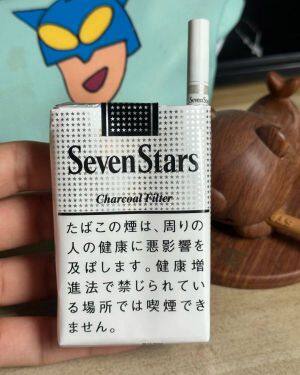 SevenStars
SevenStars
Charcoal Filter
たばこの煙は、周りの
人の健康に悪影響を
及ぼします。健康増
進法で禁じられてい
る場所では喫煙でき
ません。